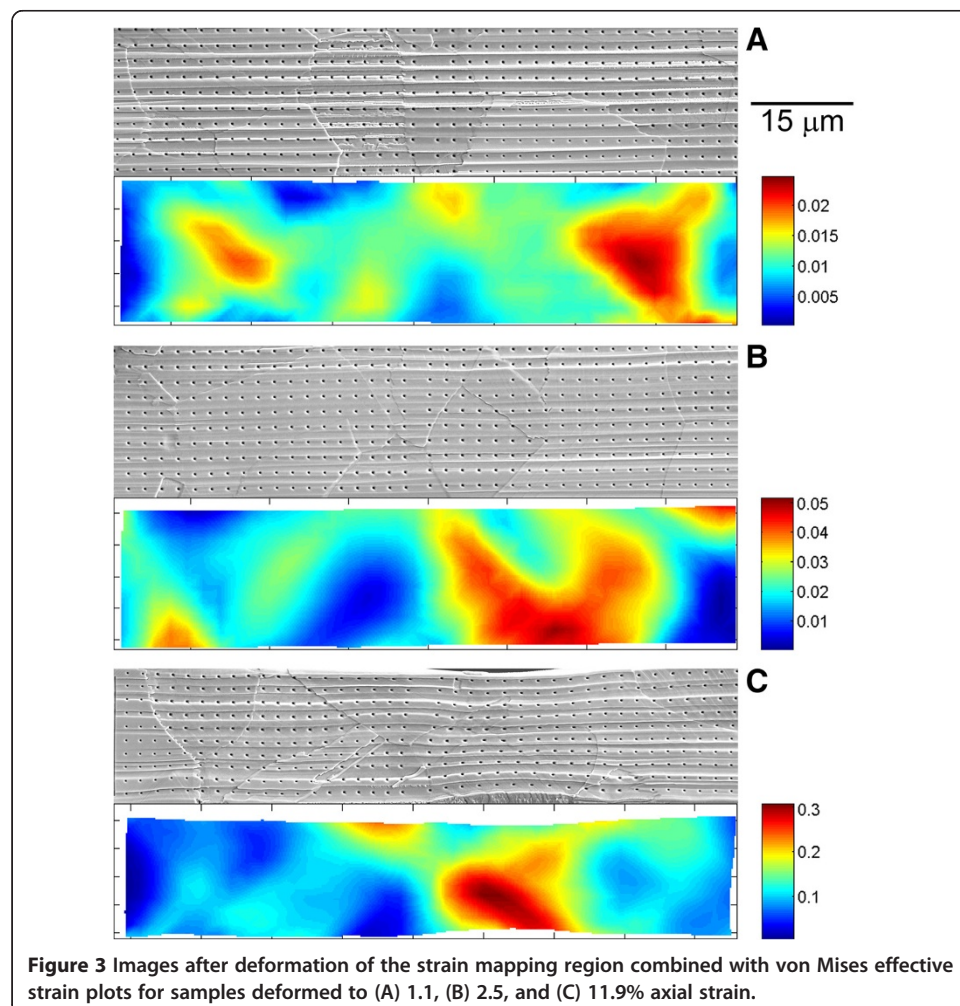 A
15 μm
0.02
0.015
0.01
0.005
B
0.05
0.04
0.03
0.02
0.01
C
0.3
0.2
0.1
Figure 3 Images after deformation of the strain mapping region combined with von Mises effective
strain plots for samples deformed to (A) 1.1, (B) 2.5, and (C) 11.9% axial strain.